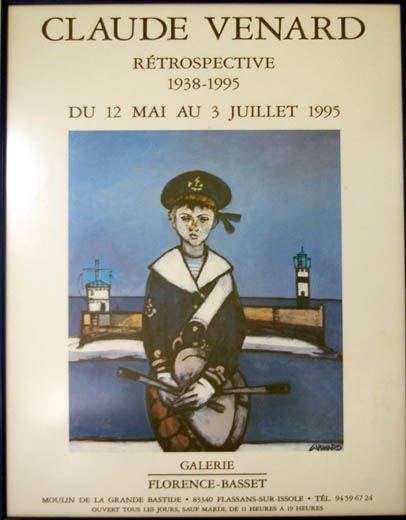 CLAUDE VENARD
RÉTROSPECTIVE
1938-1995
DU 12 MAI AU 3 JUILLET 1995
GALERIE
FLORENCE-BASSET
MOULIN DE LA GRANDE BASTIDE • 83340 FLASSANS-SUR-ISSOLE • TÉL. 94 59 67 24
OUVERT TOUS LES JOURS, SAUF MARDI, DE 11 HEURES A 19 HEURES